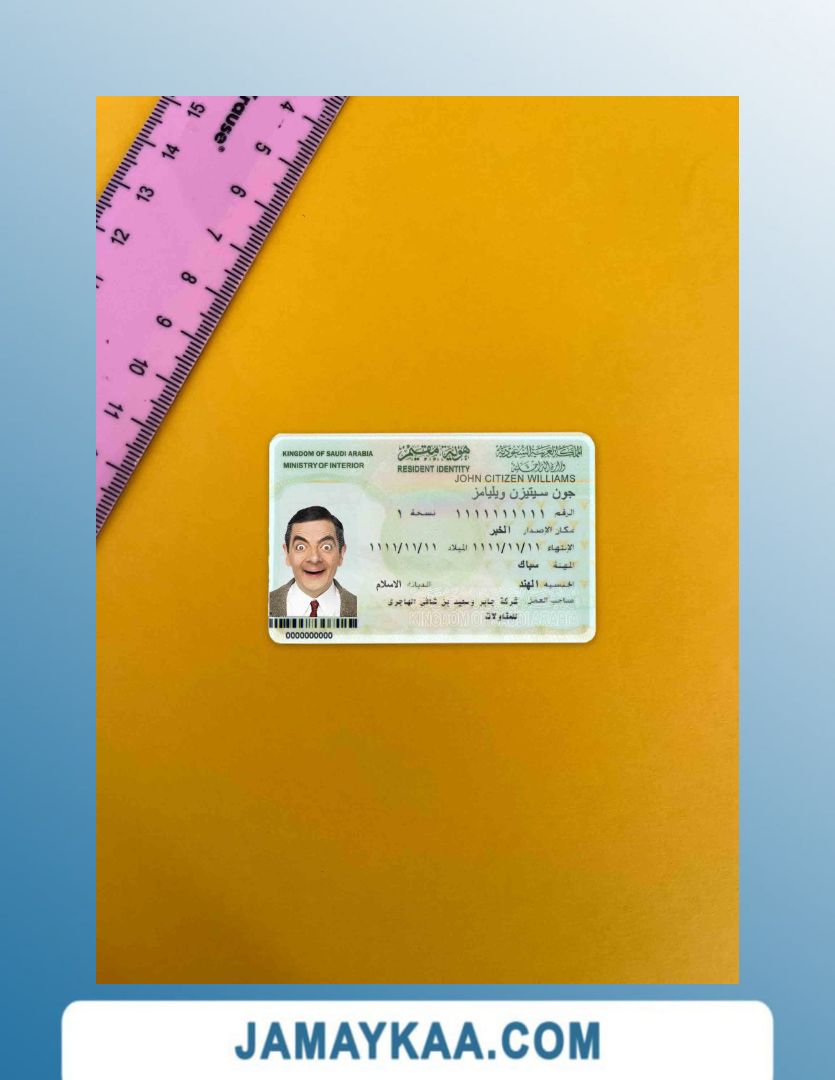 15
14
13
12
11
10
9
8
7
6
5
4
KINGDOM OF SAUDI ARABIA
MINISTRY OF INTERIOR
هوية مقيم
RESIDENT IDENTITY
المملكة العربية السعودية
وزارة الداخلية
JOHN CITIZEN WILLIAMS
جون سيتيزن ويليامز
الرقم ١١١١١١١١١١ نسخة ١
مكان الإصدار الخبر
الإنتهاء ١١١١/١١/١١ الميلاد ١١١١/١١/١١
المهنة سباك
الجنسية الهند الديانة الاسلام
صاحب العمل شركة جابر وسعيد بن شافي الهاجري
للمقاولات
KINGDOM OF SAUDI ARABIA
0000000000
JAMAYKAA.COM